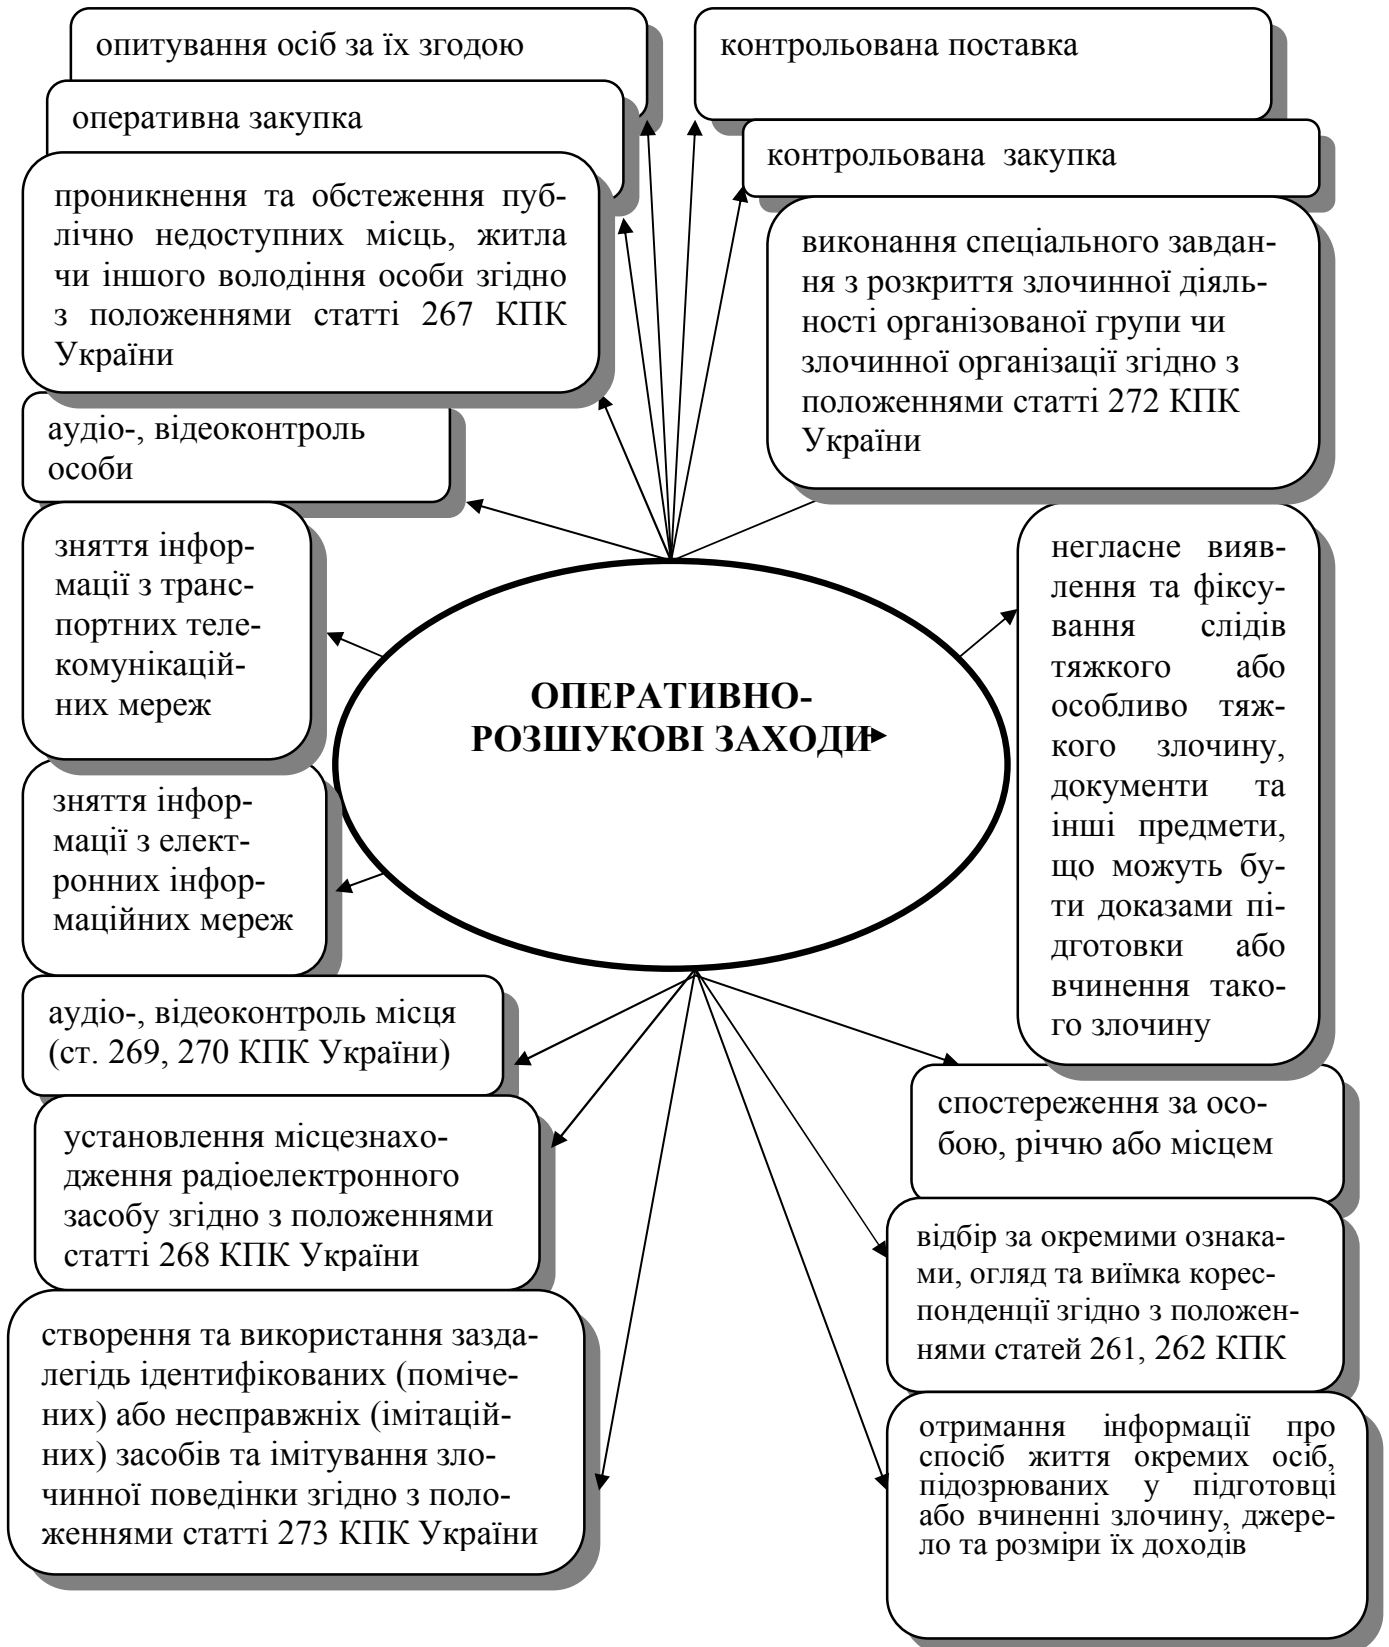 опитування осіб за їх згодою
оперативна закупка
проникнення та обстеження пуб-
лічно недоступних місць, житла
чи іншого володіння особи згідно
з положеннями статті 267 КПК
України
аудіо-, відеоконтроль
особи
зняття інфор-
мації з транс-
портних теле-
комунікацій-
них мереж
зняття інфор-
мації з елект-
ронних інфор-
маційних мереж
аудіо-, відеоконтроль місця
(ст. 269, 270 КПК України)
установлення місцезнахо-
дження радіоелектронного
засобу згідно з положеннями
статті 268 КПК України
створення та використання зазда-
легідь ідентифікованих (поміче-
них) або несправжніх (імітацій-
них) засобів та імітування зло-
чинної поведінки згідно з поло-
женнями статті 273 КПК України
ОПЕРАТИВНО-
РОЗШУКОВІ ЗАХОДИ
контрольована поставка
контрольована закупка
виконання спеціального завдан-
ня з розкриття злочинної діяль-
ності організованої групи чи
злочинної організації згідно з
положеннями статті 272 КПК
України
негласне вияв-
лення та фіксу-
вання слідів
тяжкого або
особливо тяж-
кого злочину,
документи та
інші предмети,
що можуть бу-
ти доказами пі-
дготовки або
вчинення тако-
го злочину
спостереження за осо-
бою, річчю або місцем
відбір за окремими ознака-
ми, огляд та виїмка корес-
понденції згідно з положен-
нями статей 261, 262 КПК
отримання інформації про
спосіб життя окремих осіб,
підозрюваних у підготовці
або вчиненні злочину, джере-
ло та розміри їх доходів